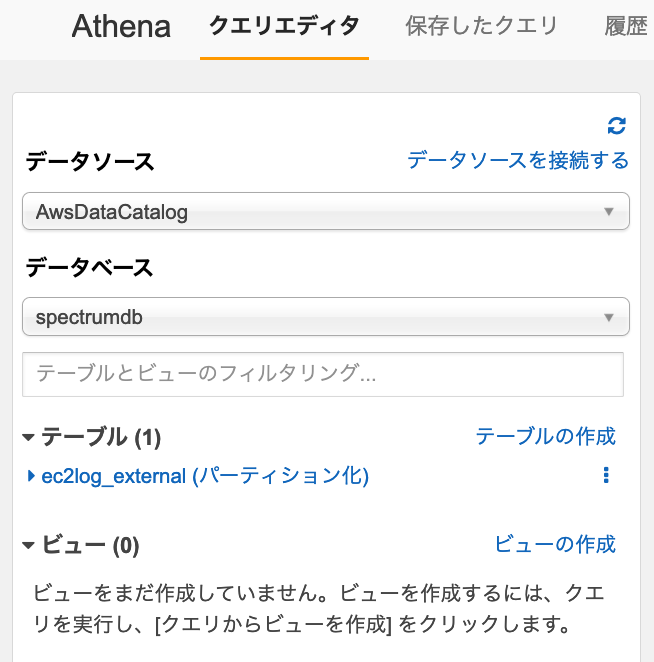 Athena クエリエディタ 保存したクエリ 履歴
データソース データソースを接続する
AwsDataCatalog
データベース
spectrumdb
テーブルとビューのフィルタリング...
テーブル (1) テーブルの作成
ec2log_external (パーティション化)
ビュー (0) ビューの作成
ビューをまだ作成していません。ビューを作成するには、クエ
リを実行し、[クエリからビューを作成] をクリックします。